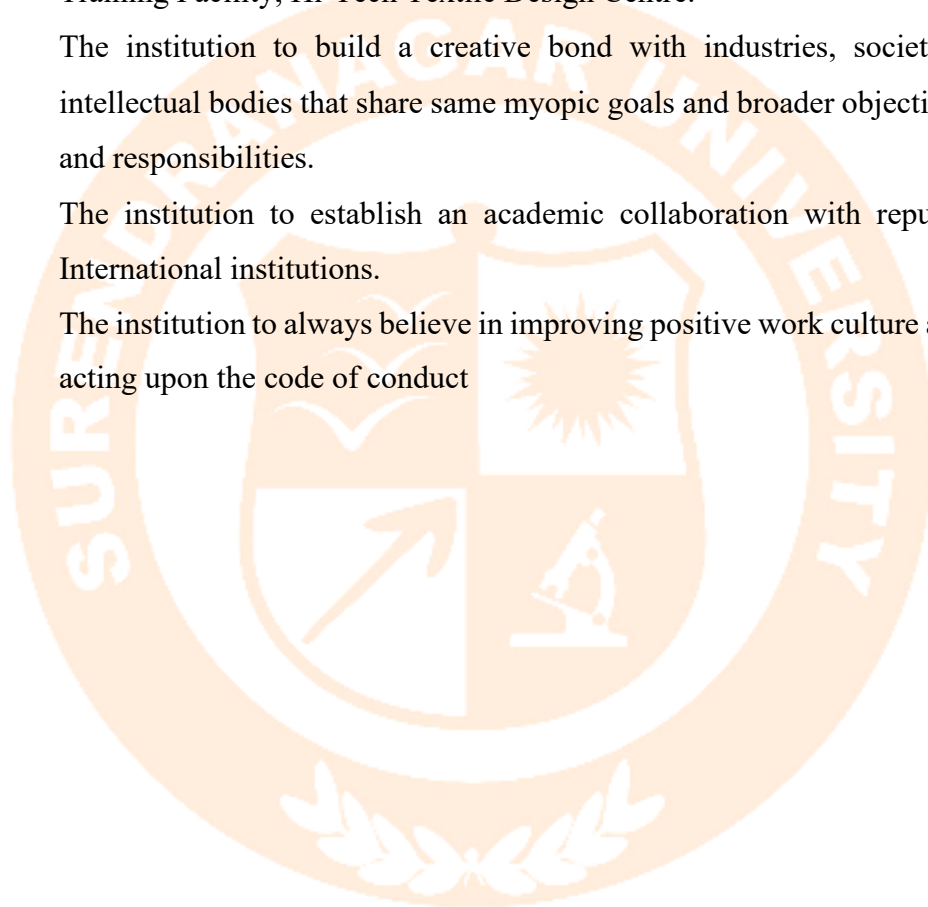 Training Facility, Hi-Tech Textile Design Centre.
The institution to build a creative bond with industries, societ
intellectual bodies that share same myopic goals and broader objecti
and responsibilities.
The institution to establish an academic collaboration with repu
International institutions.
The institution to always believe in improving positive work culture a
acting upon the code of conduct
SURENDRANAGAR UNIVERSITY